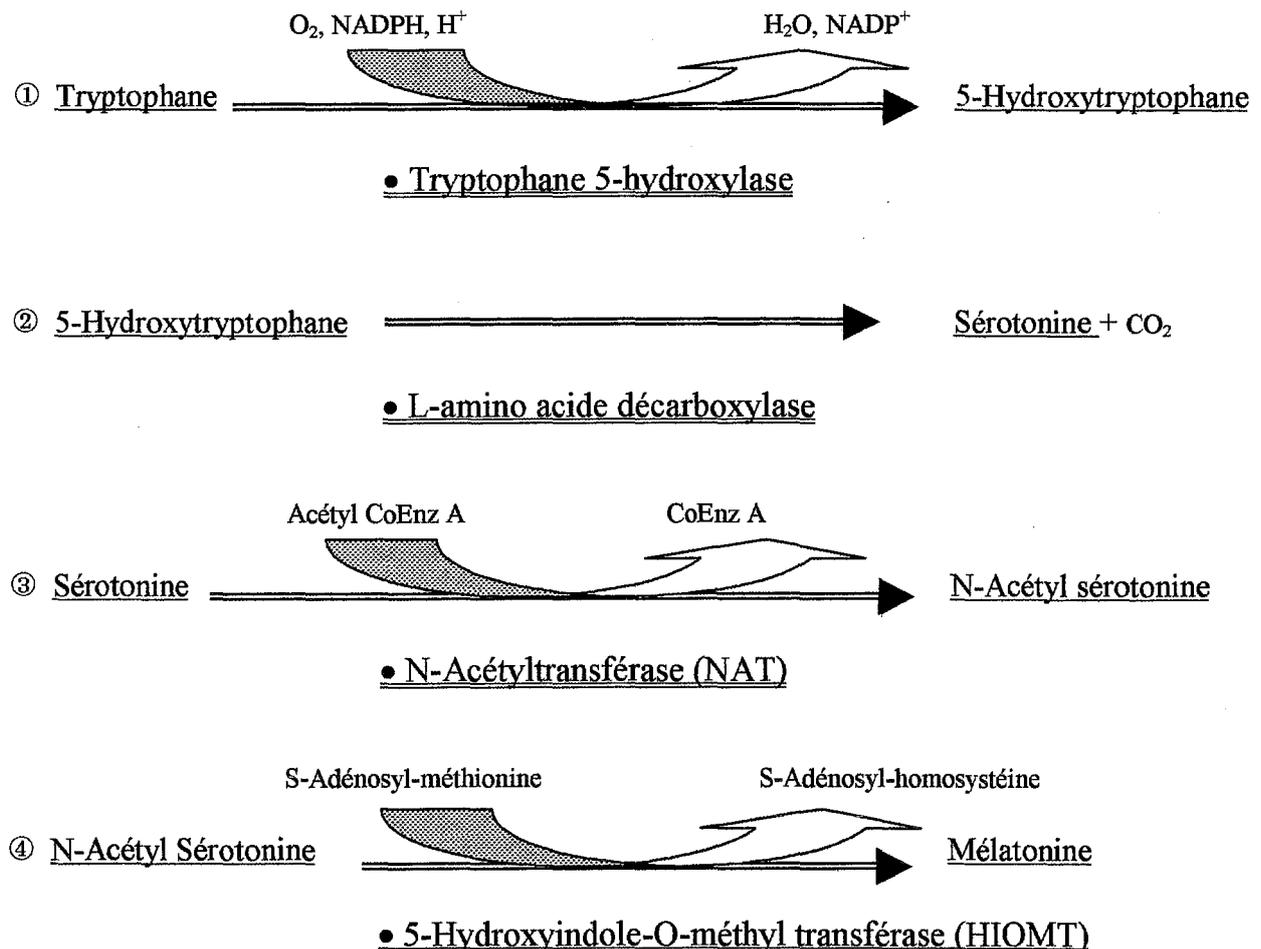 O₂, NADPH, H⁺ H₂O, NADP⁺
① Tryptophane 5-Hydroxytryptophane
• Tryptophane 5-hydroxylase
② 5-Hydroxytryptophane Sérotonine + CO₂
• L-amino acide décarboxylase
Acétyl CoEnz A CoEnz A
③ Sérotonine N-Acétyl sérotonine
• N-Acétyltransférase (NAT)
S-Adénosyl-méthionine S-Adénosyl-homosystéine
④ N-Acétyl Sérotonine Mélatonine
• 5-Hydroxyindole-O-méthyl transférase (HIOMT)